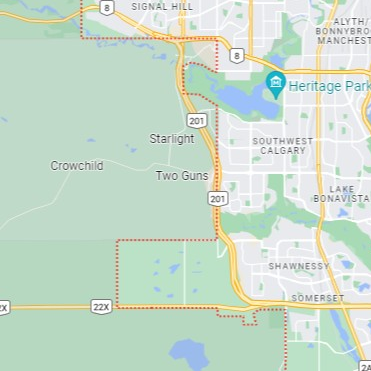 8
SIGNAL HILL
ALYTH/
BONNYBRO
MANCHEST
8
Heritage Park
201
Starlight
SOUTHWEST
CALGARY
Crowchild
Two Guns
LAKE
BONAVISTA
201
SHAWNESSY
SOMERSET
2X
22X
2A